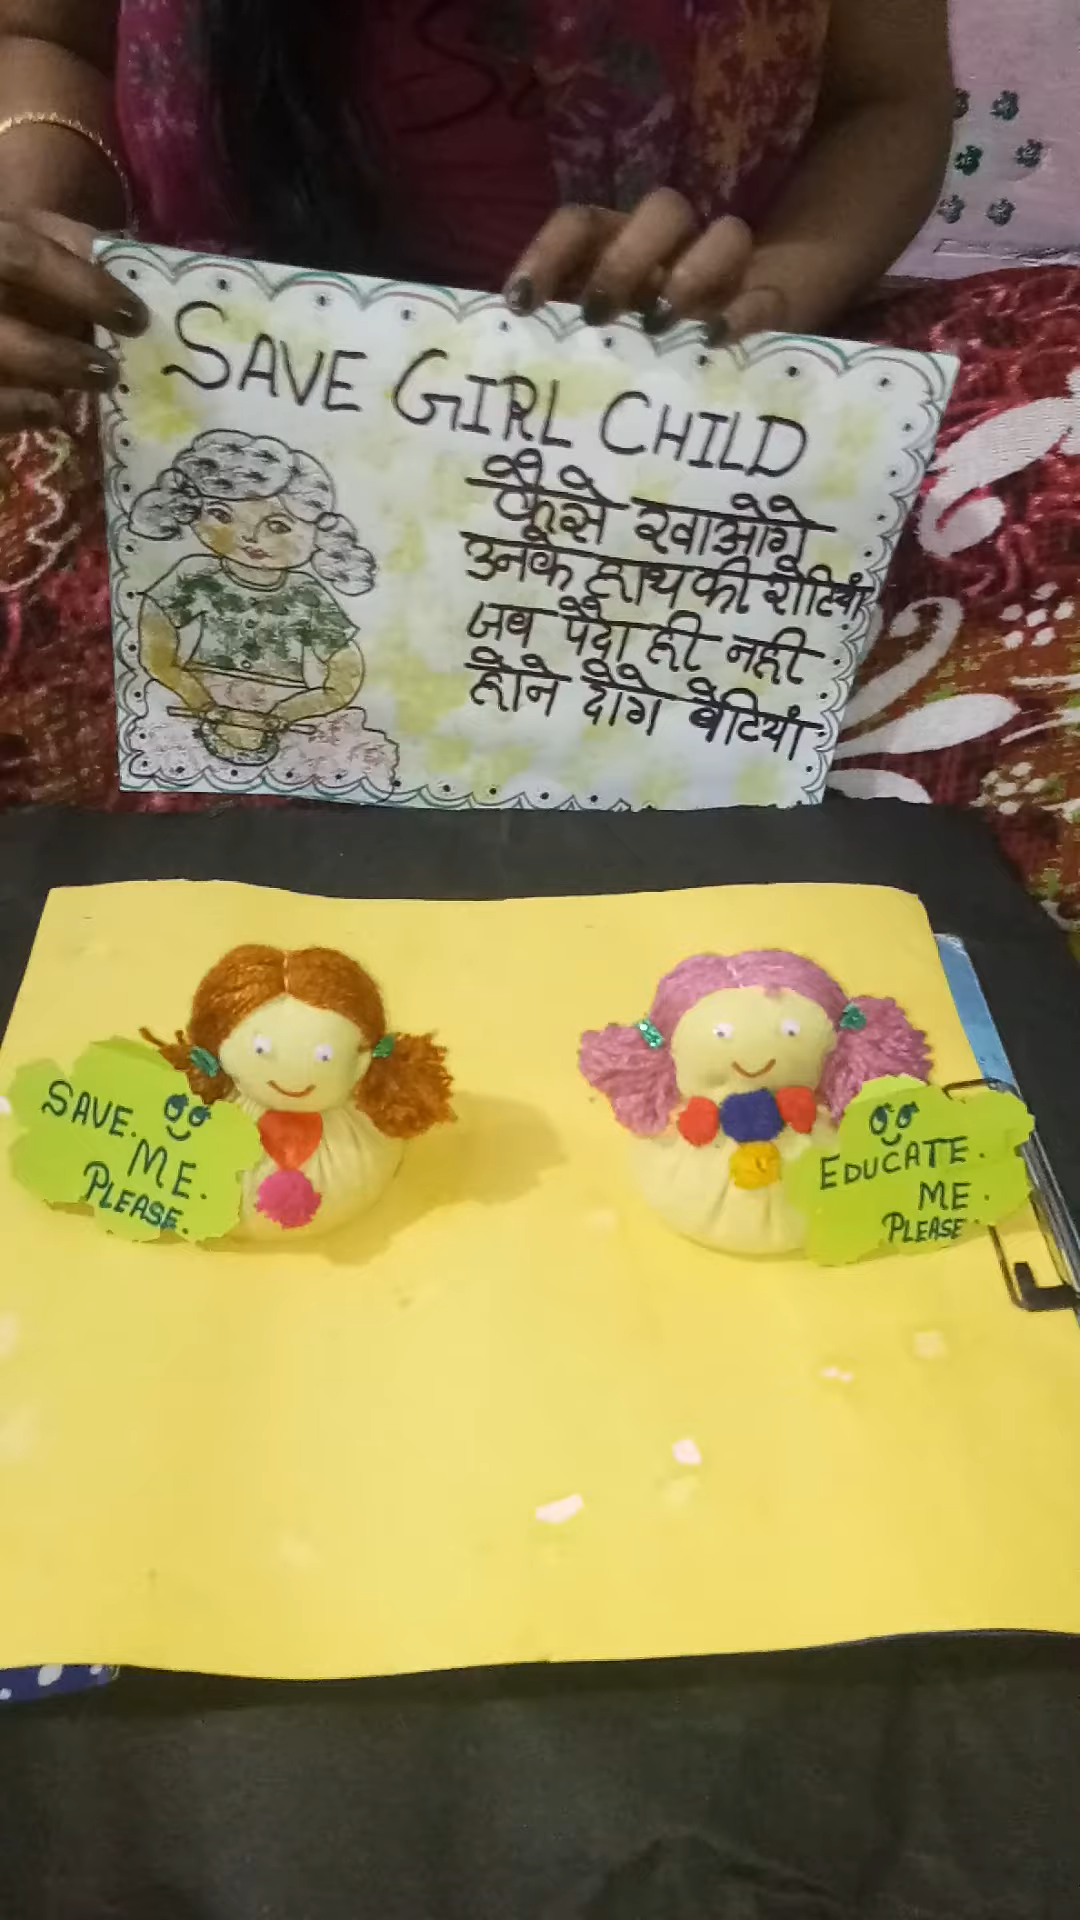 SAVE GIRL CHILD
कैसे खाओगे
उनके हाथ की रोटियां
जब पैदा ही नही
होने दोगे बेटियां
SAVE.
ME.
PLEASE.
EDUCATE.
ME.
PLEASE.